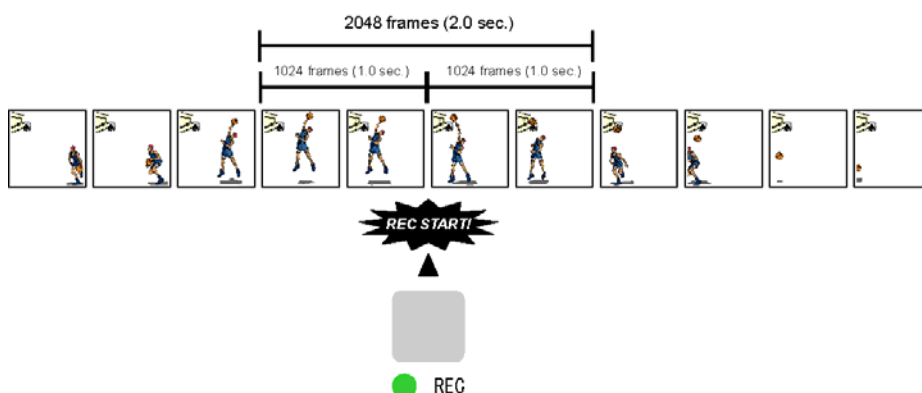 2048 frames (2.0 sec.)
1024 frames (1.0 sec.) 1024 frames (1.0 sec.)
REC START!
REC